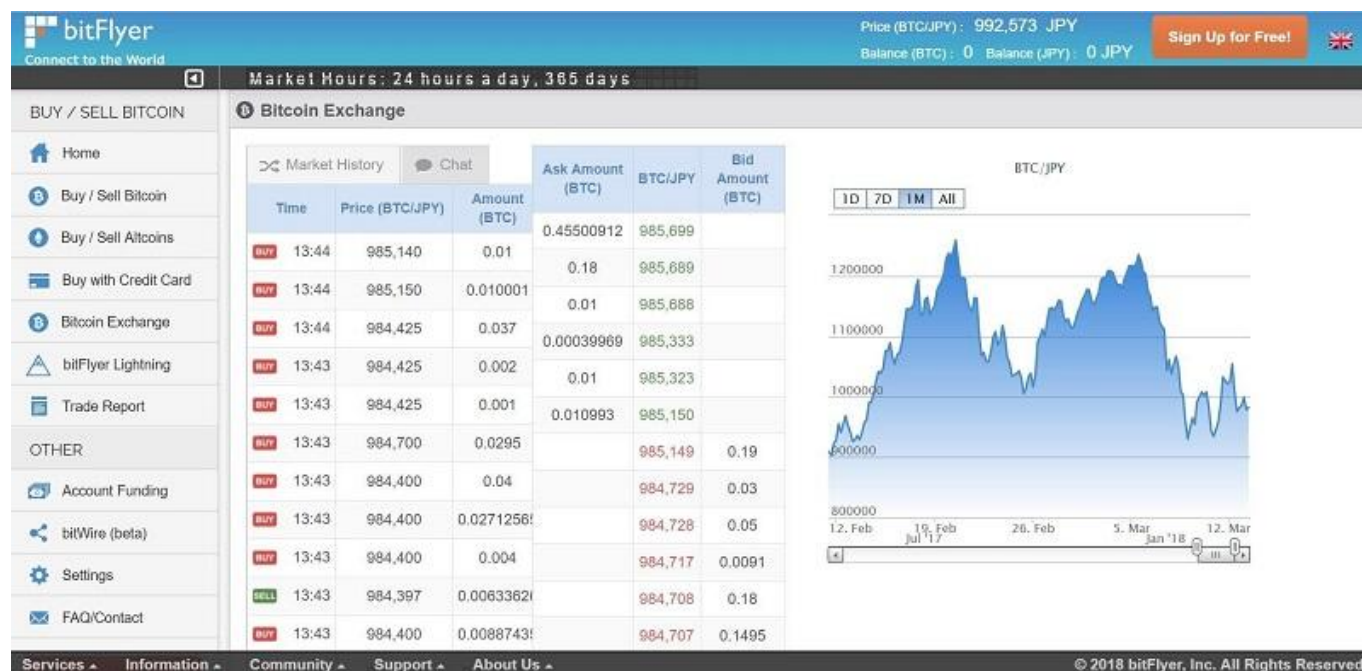 bitFlyer
Connect to the World
Price (BTC/JPY) : 992,573 JPY
Balance (BTC) : 0 Balance (JPY) : 0 JPY
Sign Up for Free!
Market Hours: 24 hours a day, 365 days
BUY / SELL BITCOIN
Home
Buy / Sell Bitcoin
Buy / Sell Altcoins
Buy with Credit Card
Bitcoin Exchange
bitFlyer Lightning
Trade Report
OTHER
Account Funding
bitWire (beta)
Settings
FAQ/Contact
Bitcoin Exchange
Market History Chat
Time Price (BTC/JPY) Amount (BTC)
BUY 13:44 985,140 0.01
BUY 13:44 985,150 0.010001
BUY 13:44 984,425 0.037
BUY 13:43 984,425 0.002
BUY 13:43 984,425 0.001
BUY 13:43 984,700 0.0295
BUY 13:43 984,400 0.04
BUY 13:43 984,400 0.0271256
BUY 13:43 984,400 0.004
SELL 13:43 984,397 0.0063362
BUY 13:43 984,400 0.0088743
Ask Amount (BTC) BTC/JPY Bid Amount (BTC)
0.45500912 985,699
0.18 985,689
0.01 985,688
0.00039969 985,333
0.01 985,323
0.010993 985,150
985,149 0.19
984,729 0.03
984,728 0.05
984,717 0.0091
984,708 0.18
984,707 0.1495
BTC/JPY
1D 7D 1M All
1200000
1100000
1000000
900000
800000
12. Feb 19. Feb 26. Feb 5. Mar 12. Mar
Jul '17 Jan '18
Services Information Community Support About Us
© 2018 bitFlyer, Inc. All Rights Reserved